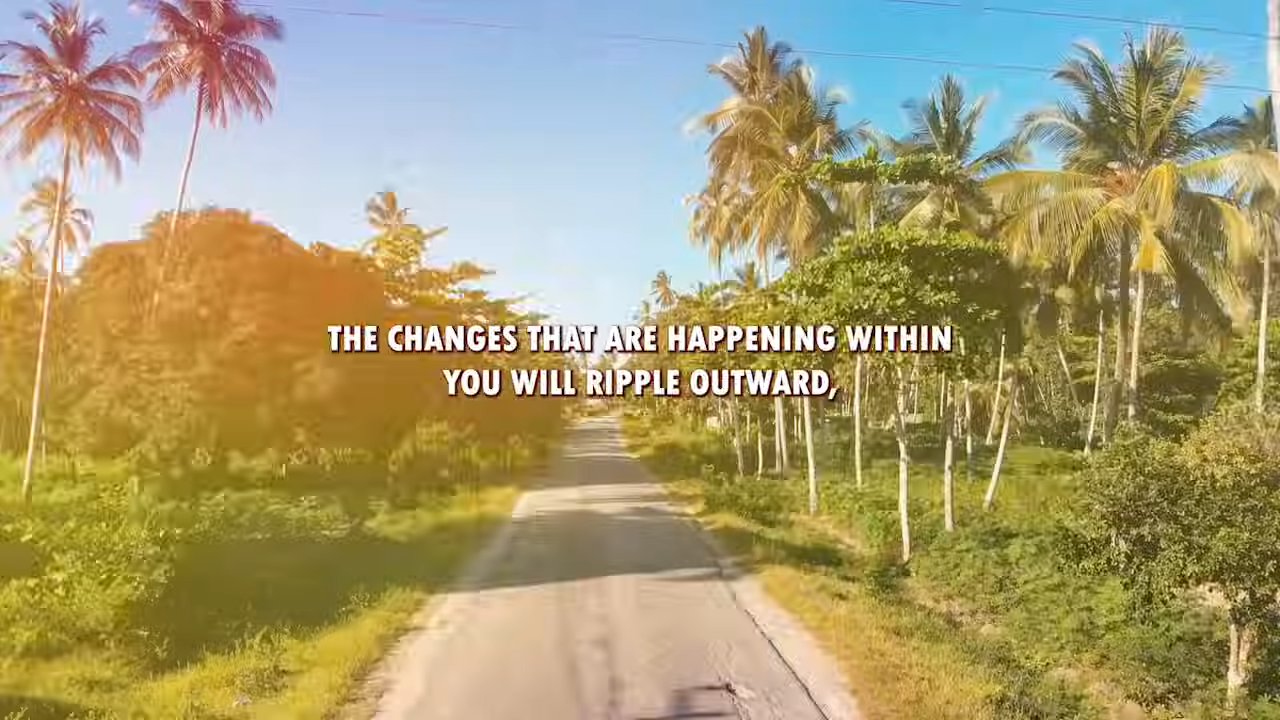 THE CHANGES THAT ARE HAPPENING WITHIN
YOU WILL RIPPLE OUTWARD,